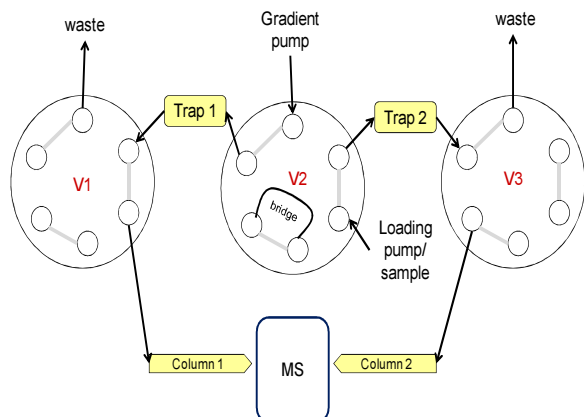 waste
Gradient
pump
waste
Trap 1
Trap 2
V1
V2
V3
bridge
Loading
pump/
sample
Column 1
MS
Column 2